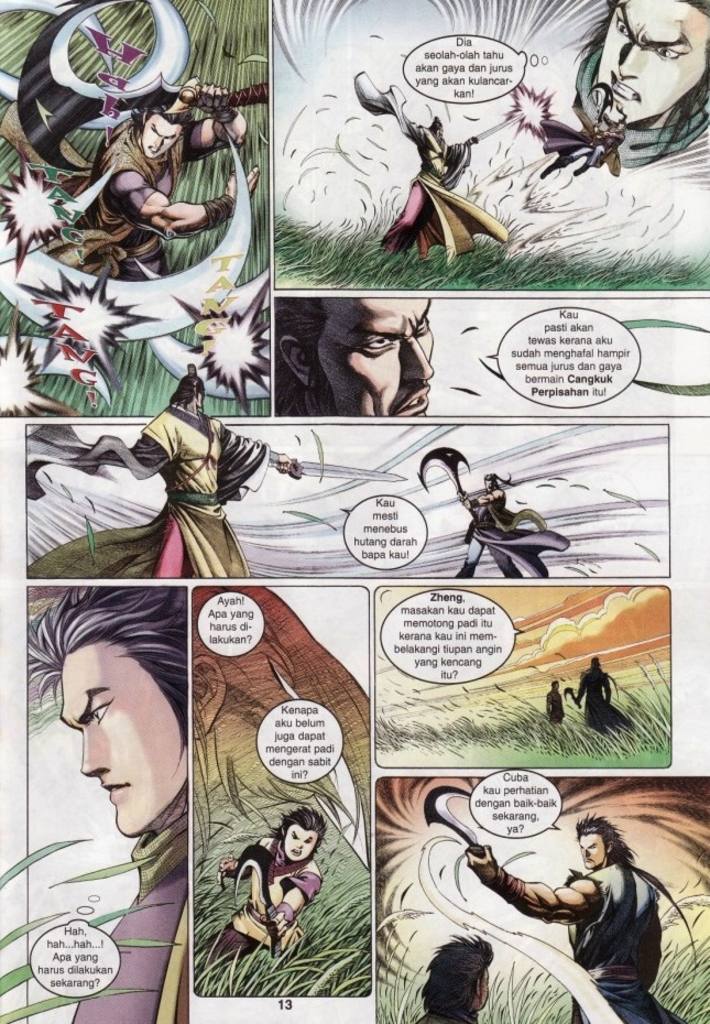 Hah!
TANG!
TANG!
TANG!
Dia
seolah-olah tahu
akan gaya dan jurus
yang akan kulancar-
kan!
Kau
pasti akan
tewas kerana aku
sudah menghafal hampir
semua jurus dan gaya
bermain Cangkuk
Perpisahan itu!
Kau
mesti
menebus
hutang darah
bapa kau!
Hah,
hah...hah...!
Apa yang
harus dilakukan
sekarang?
Ayah!
Apa yang
harus di-
lakukan?
Kenapa
aku belum
juga dapat
mengerat padi
dengan sabit
ini?
Zheng,
masakan kau dapat
memotong padi itu
kerana kau ini mem-
belakangi tiupan angin
yang kencang
itu?
Cuba
kau perhatian
dengan baik-baik
sekarang,
ya?
13